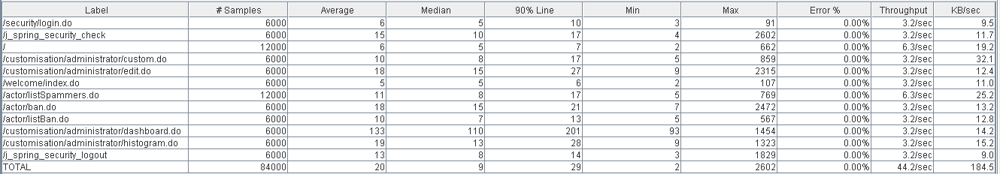 Label # Samples Average Median 90% Line Min Max Error % Throughput KB/sec
/security/login.do 6000 6 5 10 3 91 0.00% 3.2/sec 9.5
/j_spring_security_check 6000 15 10 17 4 2602 0.00% 3.2/sec 11.7
/ 12000 6 5 7 2 662 0.00% 6.3/sec 19.2
/customisation/administrator/custom.do 6000 10 8 17 5 859 0.00% 3.2/sec 32.1
/customisation/administrator/edit.do 6000 18 15 27 9 2315 0.00% 3.2/sec 12.4
/welcome/index.do 6000 5 5 6 2 107 0.00% 3.2/sec 11.0
/actor/listSpammers.do 12000 11 8 17 5 769 0.00% 6.3/sec 25.2
/actor/ban.do 6000 18 15 21 7 2472 0.00% 3.2/sec 13.2
/actor/listBan.do 6000 10 7 13 5 567 0.00% 3.2/sec 12.8
/customisation/administrator/dashboard.do 6000 133 110 201 93 1454 0.00% 3.2/sec 14.2
/customisation/administrator/histogram.do 6000 19 13 28 9 1323 0.00% 3.2/sec 15.2
/j_spring_security_logout 6000 13 8 14 3 1829 0.00% 3.2/sec 9.0
TOTAL 84000 20 9 29 2 2602 0.00% 44.2/sec 184.5